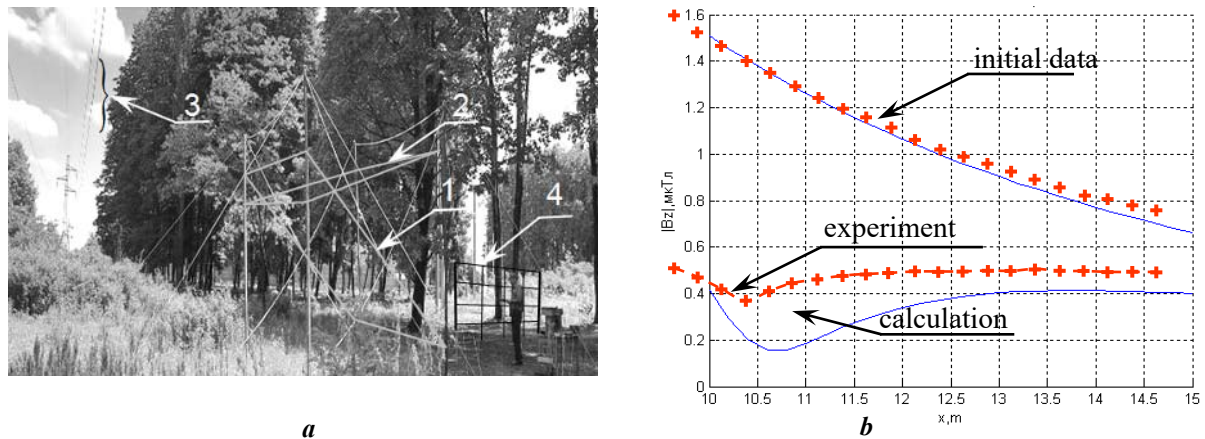 3
2
1
4
a
1.6
1.4
1.2
1
0.8
0.6
0.4
0.2
0
|Bz|,мкТл
initial data
experiment
calculation
10 10.5 11 11.5 12 12.5 13 13.5 14 14.5 15
x,m
b